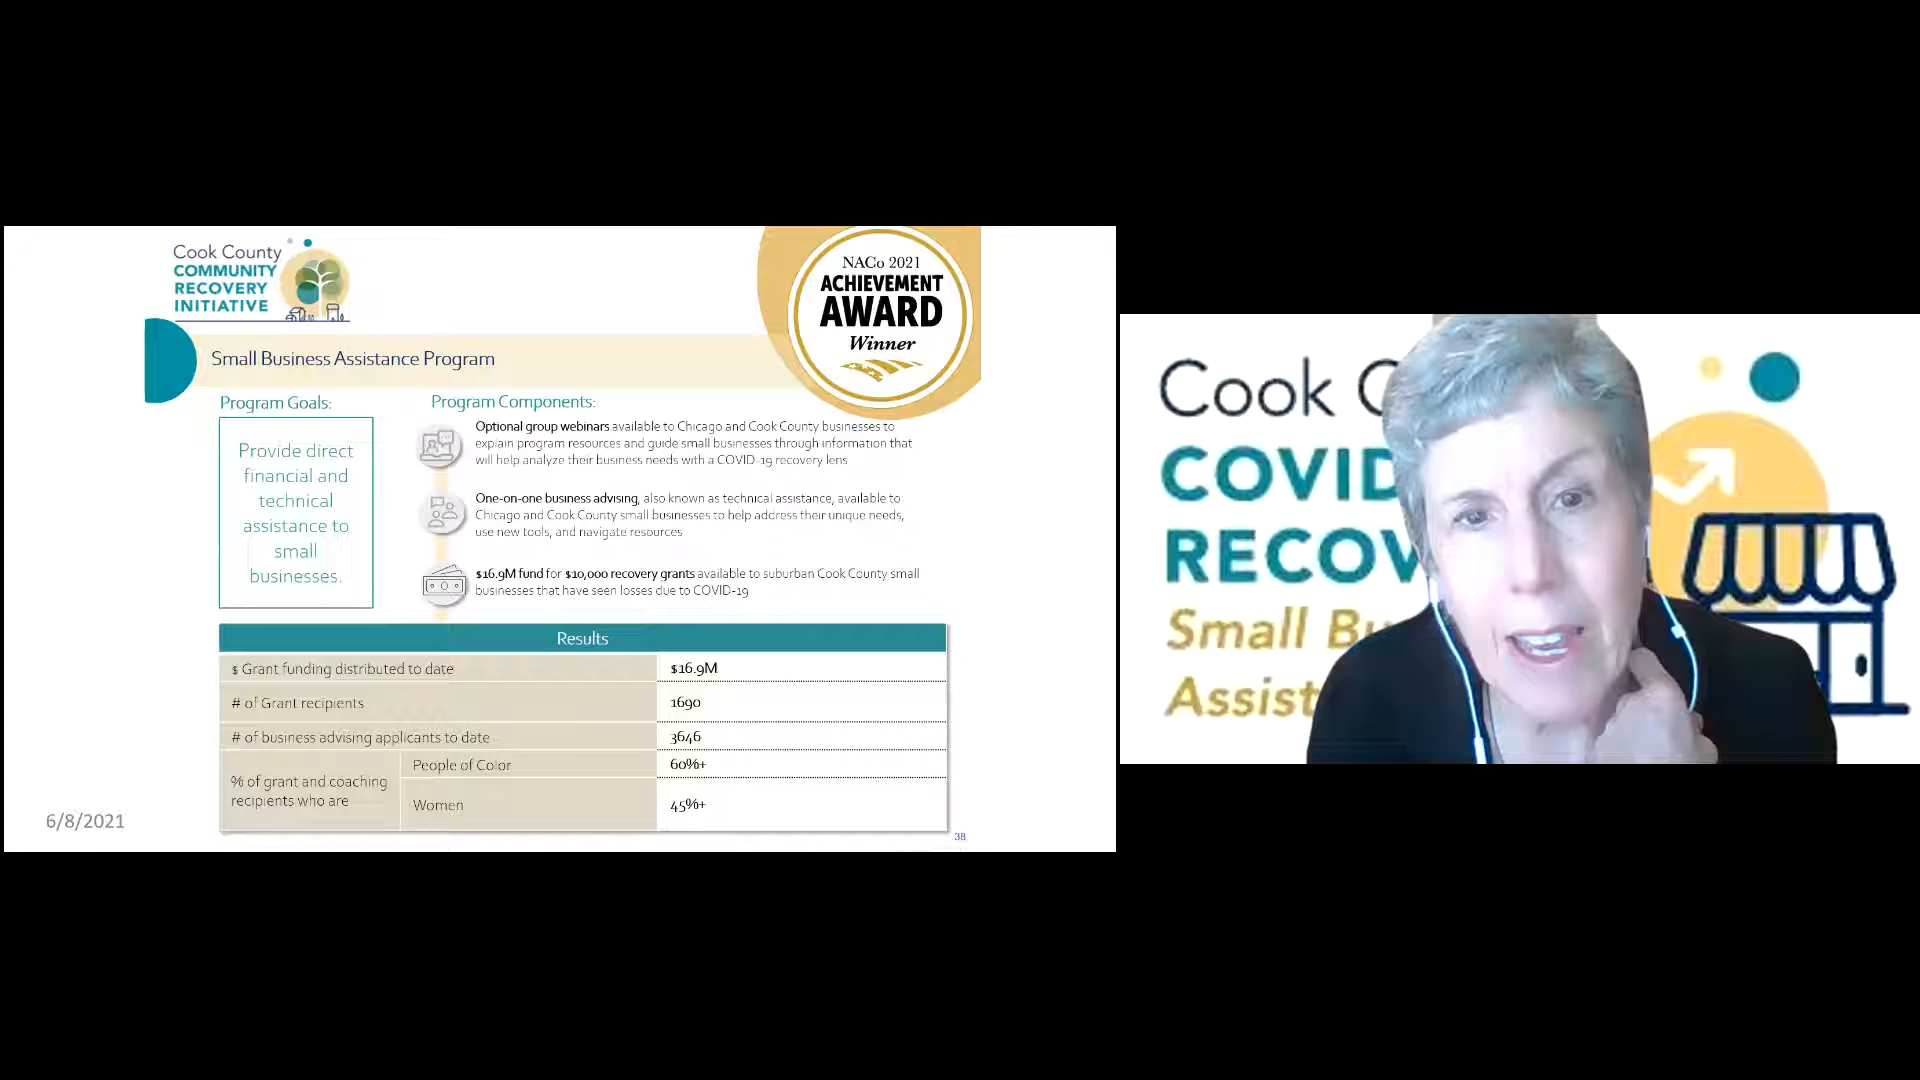 Cook County
COMMUNITY
RECOVERY
INITIATIVE
NACo 2021
ACHIEVEMENT
AWARD
Winner
Small Business Assistance Program
Program Goals:
Provide direct
financial and
technical
assistance to
small
businesses.
Program Components:
Optional group webinars available to Chicago and Cook County businesses to
explain program resources and guide small businesses through information that
will help analyze their business needs with a COVID-19 recovery lens
One-on-one business advising, also known as technical assistance, available to
Chicago and Cook County small businesses to help address their unique needs,
use new tools, and navigate resources
$16.9M fund for $10,000 recovery grants available to suburban Cook County small
businesses that have seen losses due to COVID-19
Results
$ Grant funding distributed to date $16.9M
# of Grant recipients 1690
# of business advising applicants to date 3646
% of grant and coaching
recipients who are
People of Color 60%+
Women 45%+
6/8/2021
38
Cook C
COVID
RECOV
Small Bu
Assist